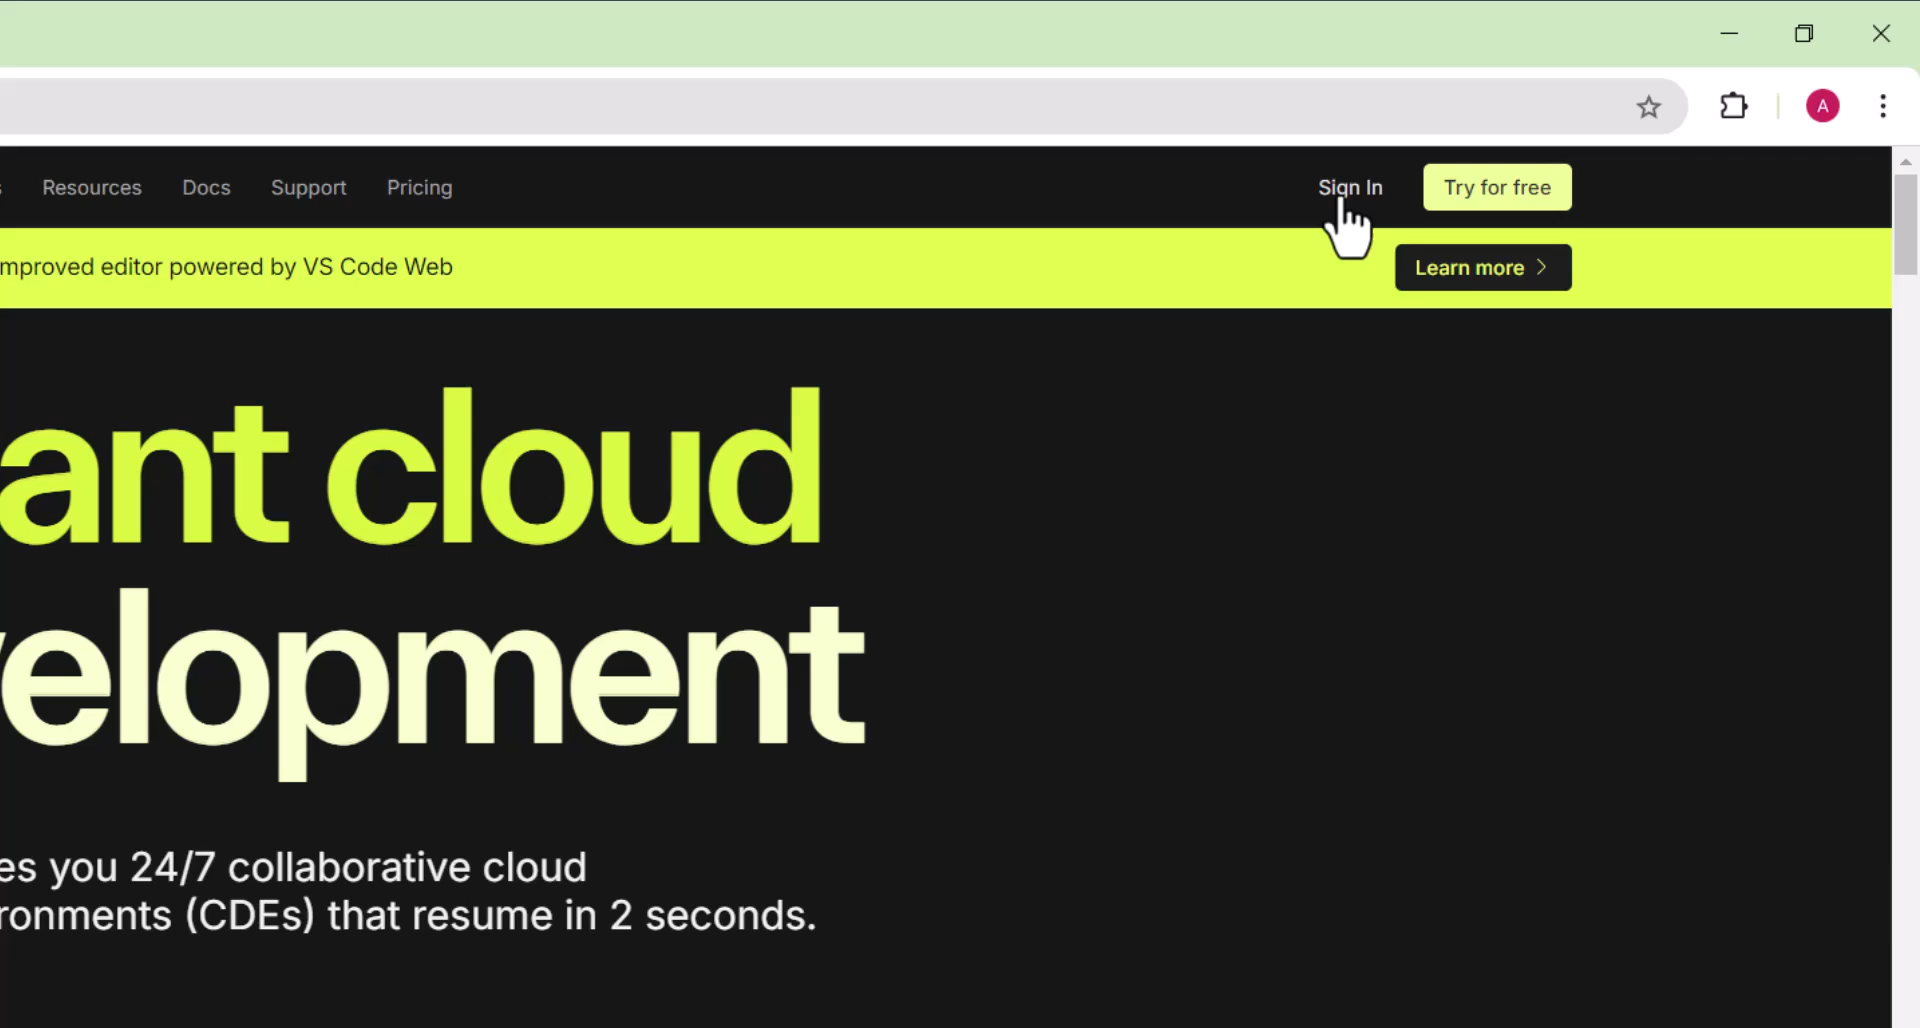 A
Resources Docs Support Pricing Sign In Try for free
improved editor powered by VS Code Web Learn more
ant cloud
elopment
es you 24/7 collaborative cloud
ronments (CDEs) that resume in 2 seconds.